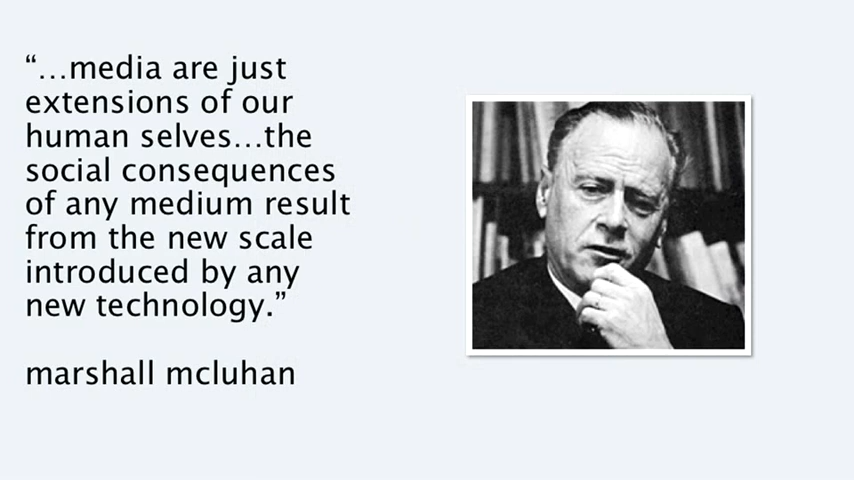 “…media are just
extensions of our
human selves…the
social consequences
of any medium result
from the new scale
introduced by any
new technology.”
marshall mcluhan